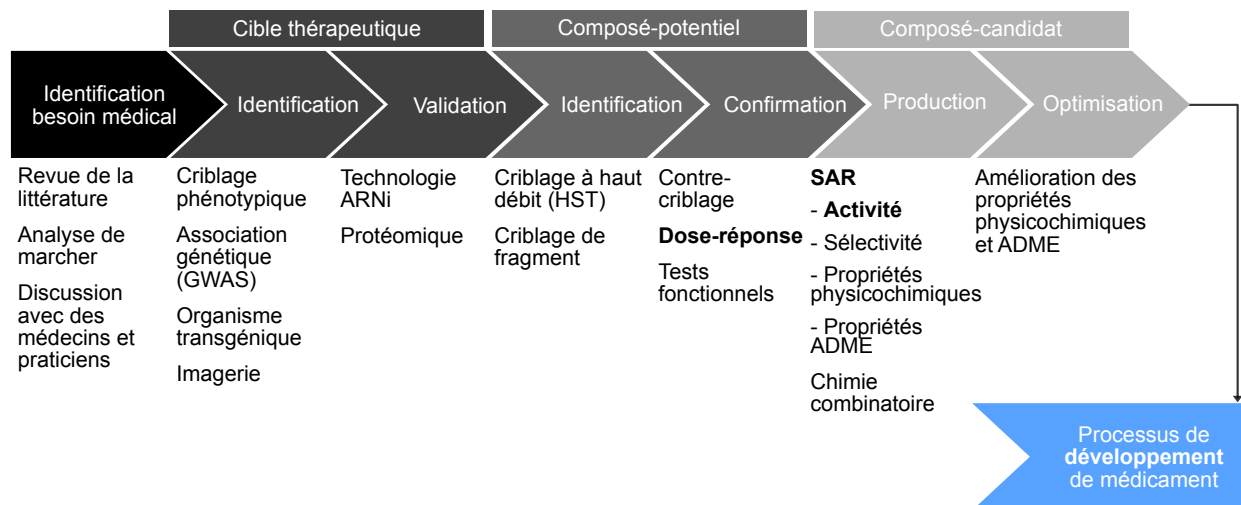 Cible thérapeutique
Composé-potentiel
Composé-candidat
Identification
besoin médical
Identification
Validation
Identification
Confirmation
Production
Optimisation
Revue de la
littérature
Analyse de
marcher
Discussion
avec des
médecins et
praticiens
Criblage
phénotypique
Association
génétique
(GWAS)
Organisme
transgénique
Imagerie
Technologie
ARNi
Protéomique
Criblage à haut
débit (HST)
Criblage de
fragment
Contre-
criblage
Dose-réponse
Tests
fonctionnels
SAR
- Activité
- Sélectivité
- Propriétés
physicochimiques
- Propriétés
ADME
Chimie
combinatoire
Amélioration des
propriétés
physicochimiques
et ADME
Processus de
développement
de médicament